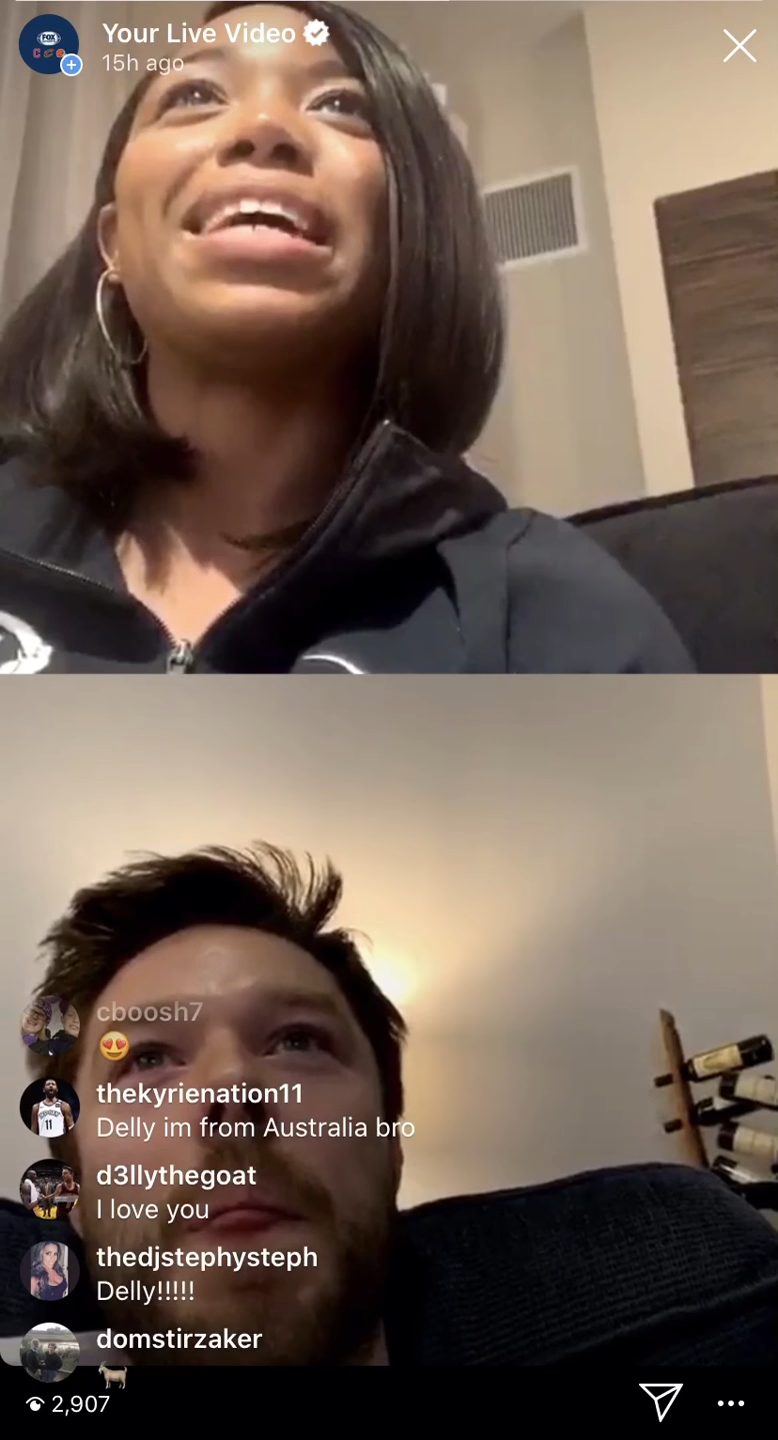 FOX
Your Live Video
15h ago
cboosh7
😍
thekyrienation11
Delly im from Australia bro
d3llythegoat
I love you
thedjstephysteph
Delly!!!!!
domstirzaker
🐐
2,907